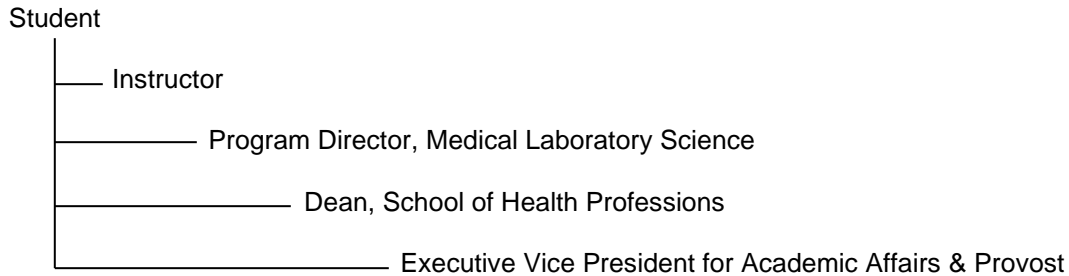 Student
Instructor
Program Director, Medical Laboratory Science
Dean, School of Health Professions
Executive Vice President for Academic Affairs & Provost